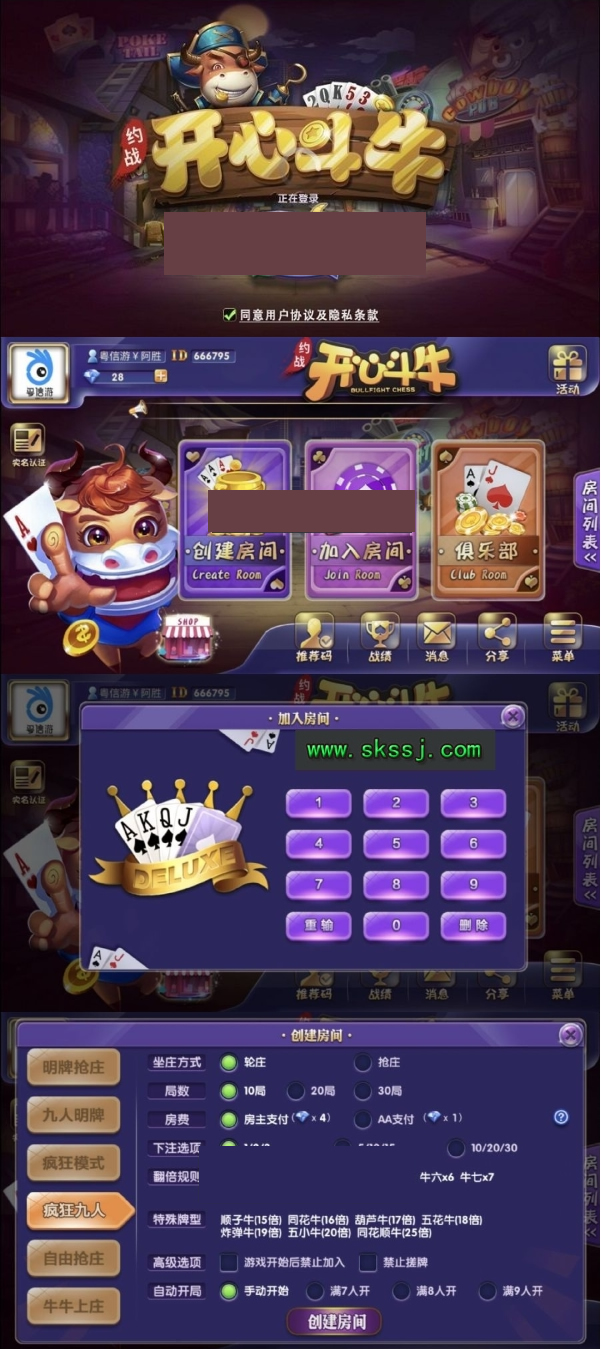 POKE
TAIL
2QK53
COWBOY
约战
开心斗牛
正在登录
同意用户协议及隐私条款
粤信游￥阿胜 ID 666795
28
粤信游
约战
开心斗牛
BULLFIGHT CHESS
活动
实名认证
创建房间
Create Room
加入房间
Join Room
俱乐部
Club Room
房间列表
SHOP
推荐码
战绩
消息
分享
菜单
粤信游￥阿胜 ID 666795
活动
加入房间
www.skssj.com
A K Q J
DELUXE
1 2 3
4 5 6
7 8 9
重输 0 删除
实名认证
房间列表
推荐码
战绩
消息
分享
菜单
创建房间
明牌抢庄
九人明牌
疯狂模式
疯狂九人
自由抢庄
牛牛上庄
坐庄方式 轮庄 抢庄
局数 10局 20局 30局
房费 房主支付(x 4) AA支付(x 1)
下注选项 10/20/30
翻倍规则 牛六x6 牛七x7
特殊牌型 顺子牛(15倍) 同花牛(16倍) 葫芦牛(17倍) 五花牛(18倍)
炸弹牛(19倍) 五小牛(20倍) 同花顺牛(25倍)
高级选项 游戏开始后禁止加入 禁止搓牌
自动开局 手动开始 满7人开 满8人开 满9人开
创建房间